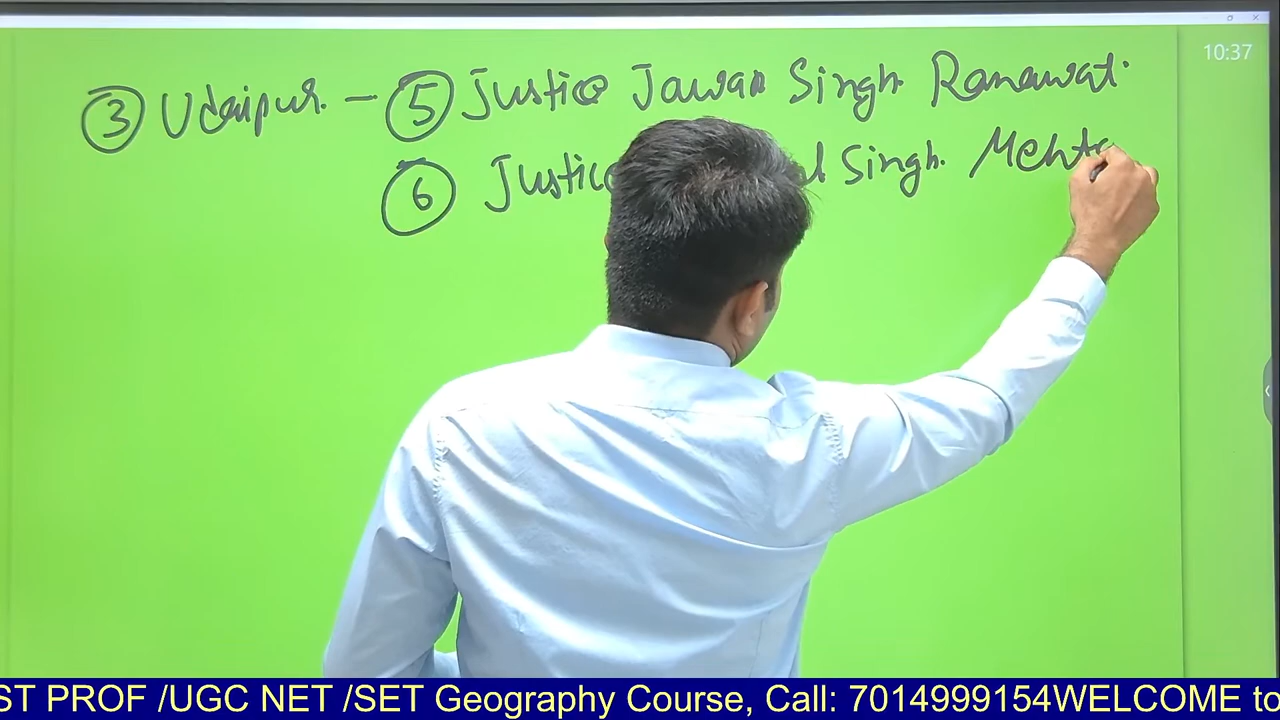 10:37
③ Udaipur. - ⑤ Justice Jawan Singh Ranawat.
⑥ Justice Singh. Mehta
ST PROF /UGC NET /SET Geography Course, Call: 7014999154WELCOME to